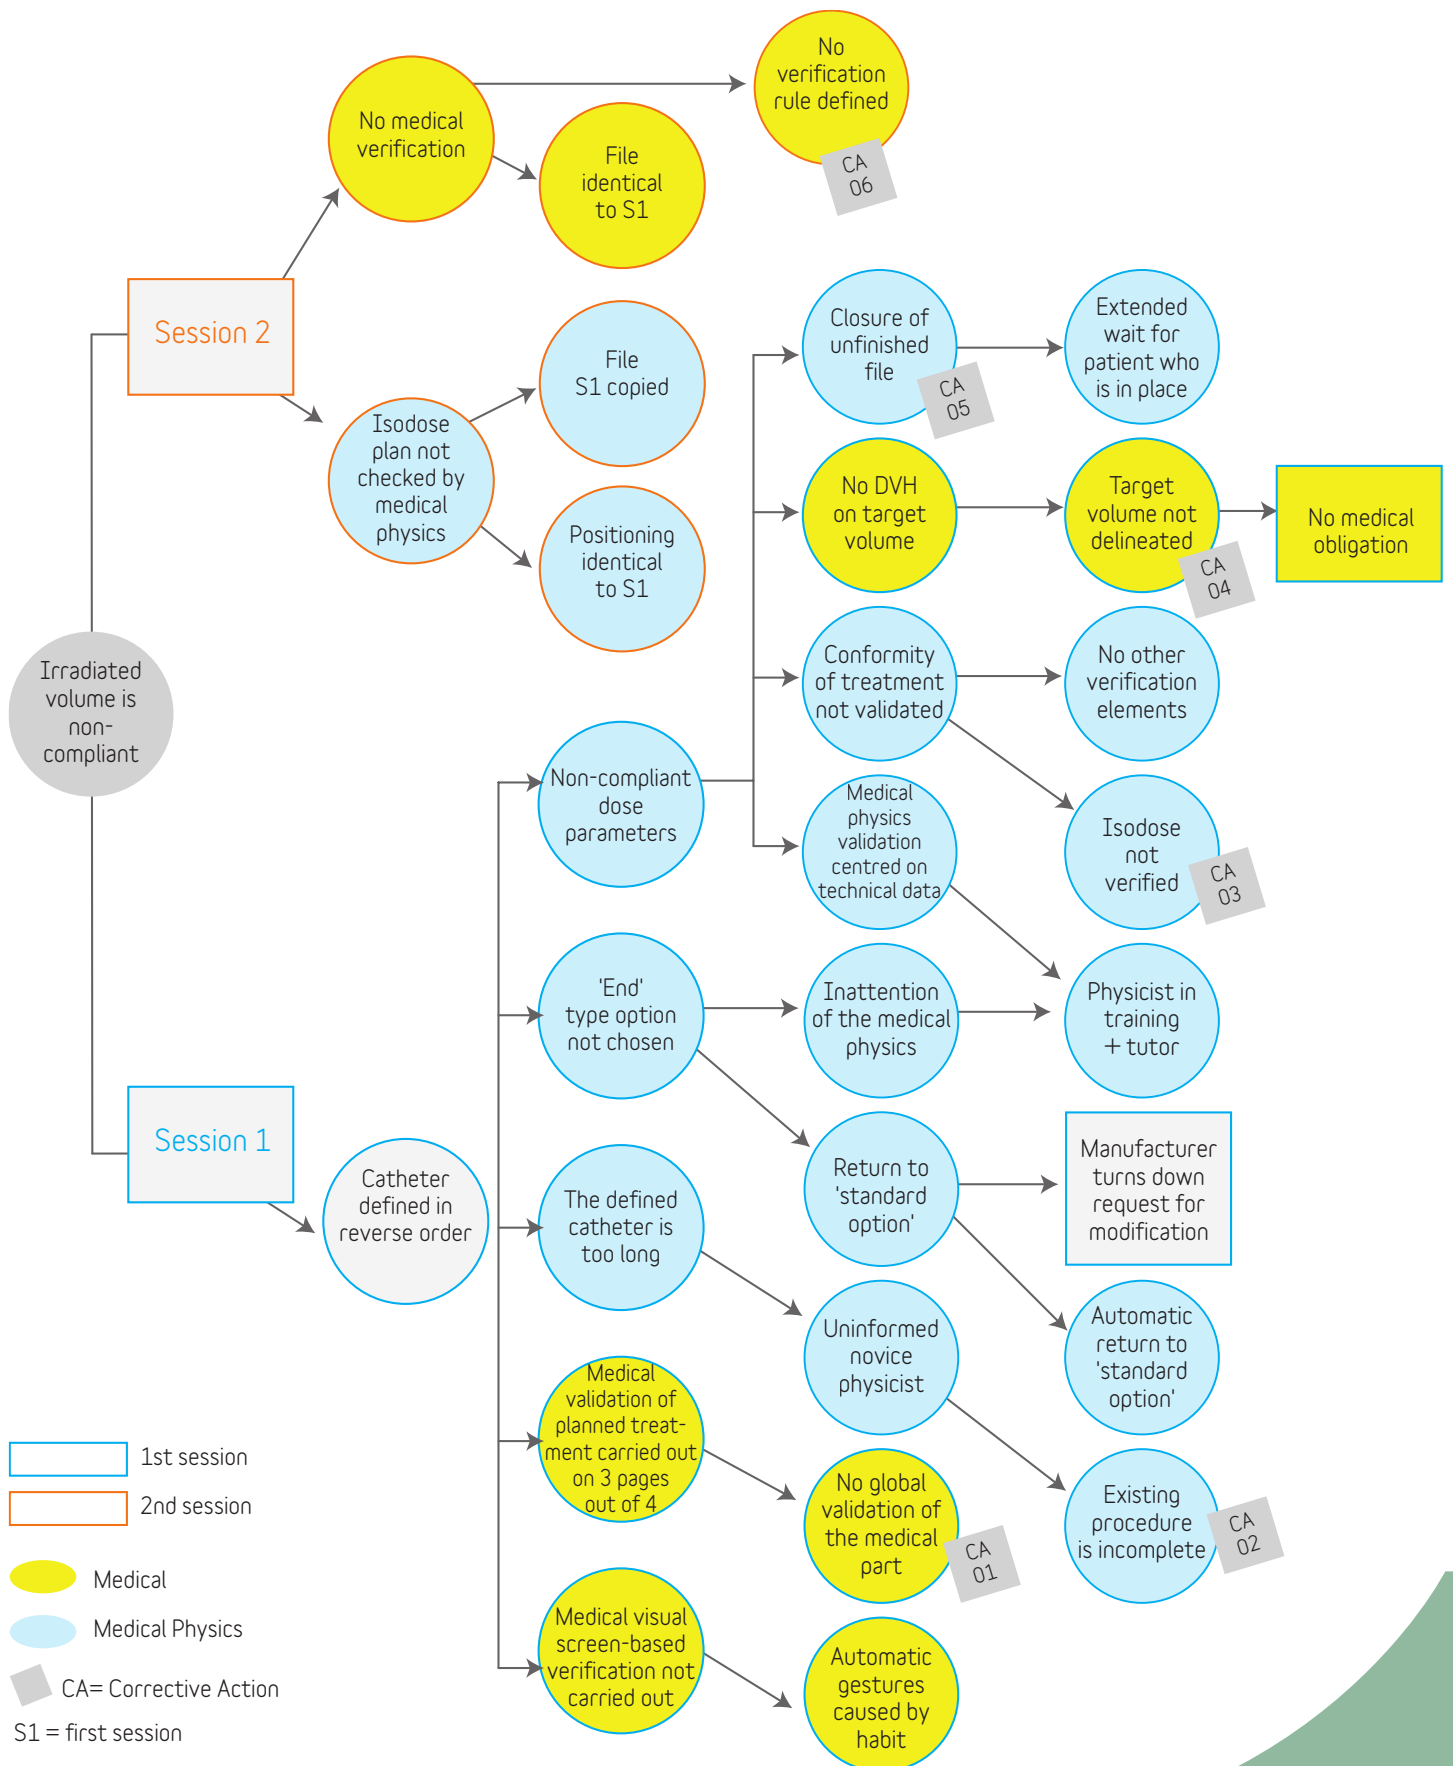 No
verification
rule defined
CA
06
No medical
verification
File
identical
to S1
Session 2
File
S1 copied
Isodose
plan not
checked by
medical
physics
Positioning
identical
to S1
Closure of
unfinished
file
CA
05
Extended
wait for
patient who
is in place
No DVH
on target
volume
Target
volume not
delineated
CA
04
No medical
obligation
Irradiated
volume is
non-
compliant
Conformity
of treatment
not validated
No other
verification
elements
Non-compliant
dose
parameters
Medical
physics
validation
centred on
technical data
Isodose
not
verified
CA
03
'End'
type option
not chosen
Inattention
of the medical
physics
Physicist in
training
+ tutor
Session 1
Catheter
defined in
reverse order
The defined
catheter is
too long
Return to
'standard
option'
Manufacturer
turns down
request for
modification
Uninformed
novice
physicist
Automatic
return to
'standard
option'
Medical
validation of
planned treat-
ment carried out
on 3 pages
out of 4
No global
validation of
the medical
part
CA
01
Existing
procedure
is incomplete
CA
02
Medical visual
screen-based
verification not
carried out
Automatic
gestures
caused by
habit
1st session
2nd session
Medical
Medical Physics
CA= Corrective Action
S1 = first session